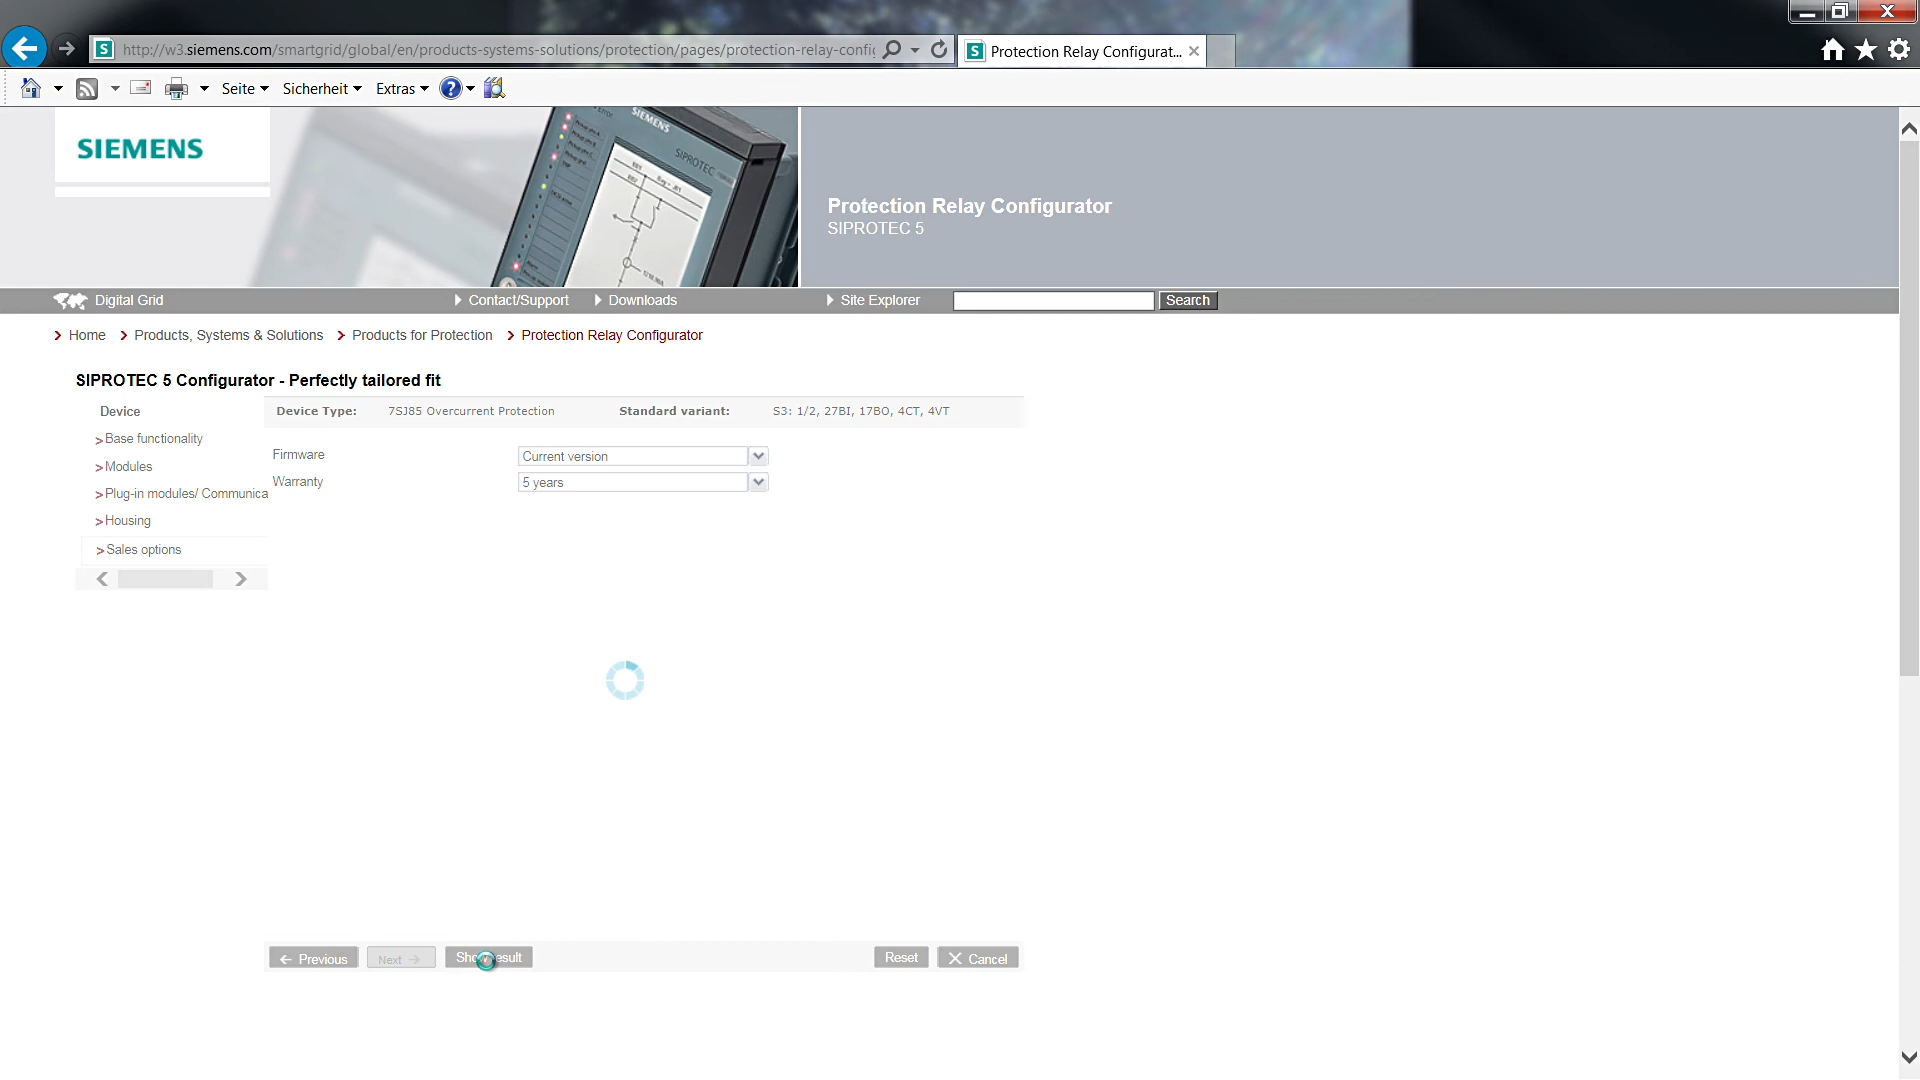 http://w3.siemens.com/smartgrid/global/en/products-systems-solutions/protection/pages/protection-relay-confi
Protection Relay Configurat...
Seite
Sicherheit
Extras
SIEMENS
SIEMENS
SIPROTEC
Protection Relay Configurator
SIPROTEC 5
Digital Grid
Contact/Support
Downloads
Site Explorer
Search
Home
Products, Systems & Solutions
Products for Protection
Protection Relay Configurator
SIPROTEC 5 Configurator - Perfectly tailored fit
Device
Device Type:
7SJ85 Overcurrent Protection
Standard variant:
S3: 1/2, 27BI, 17BO, 4CT, 4VT
Base functionality
Modules
Plug-in modules/ Communica
Housing
Sales options
Firmware
Current version
Warranty
5 years
Previous
Next
Show result
Reset
Cancel